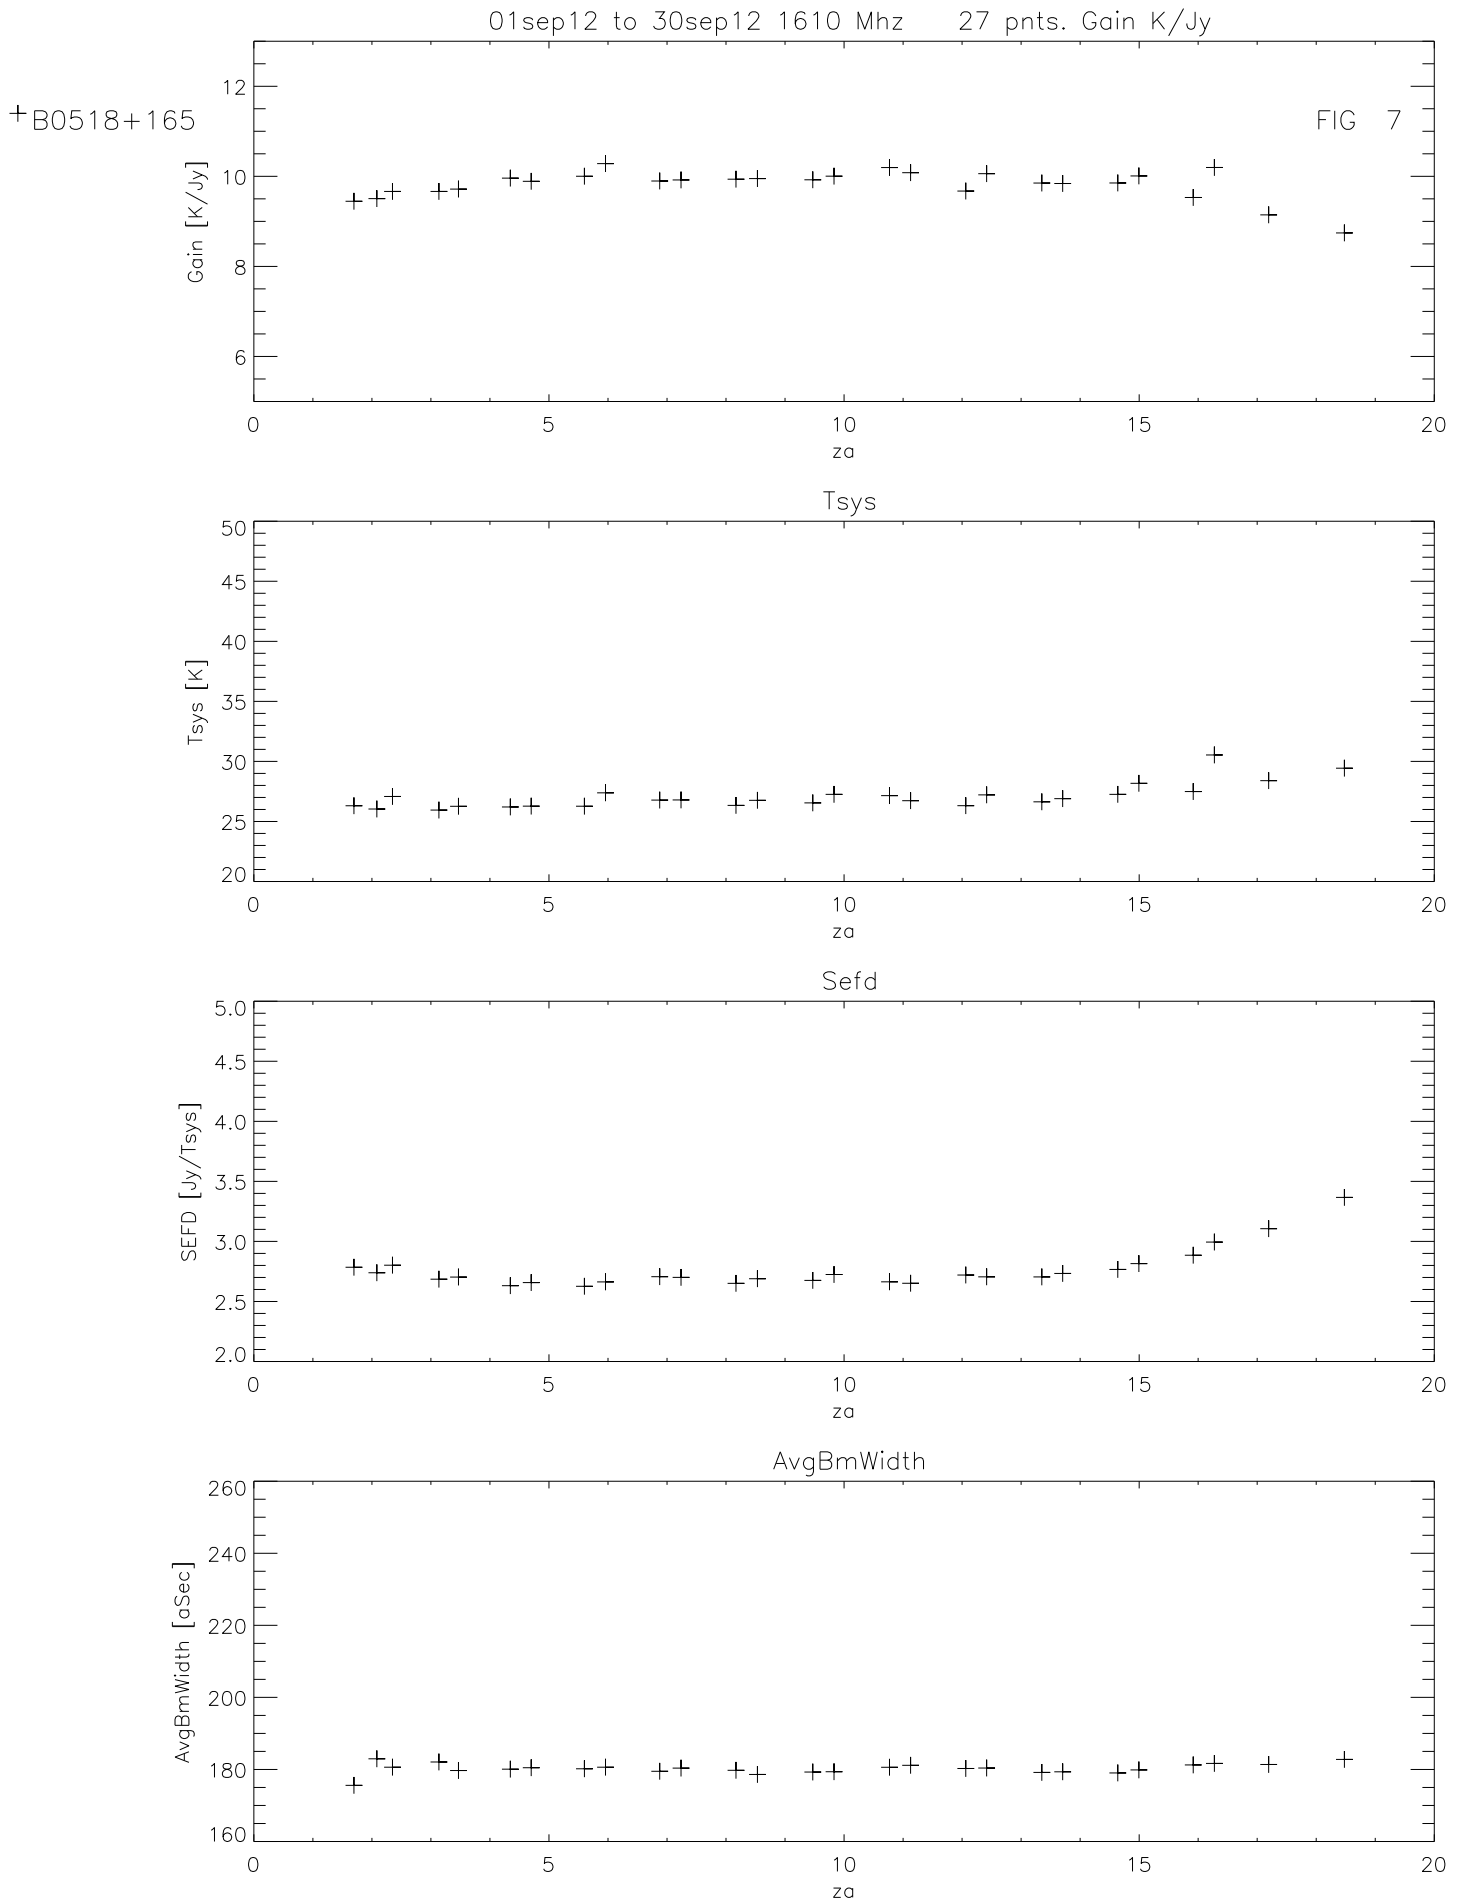 01sep12 to 30sep12 1610 Mhz 27 pnts. Gain K/Jy
+B0518+165
FIG 7
12
10
8
6
Gain [K/Jy]
0 5 10 15 20
za
Tsys
50
45
40
35
30
25
20
Tsys [K]
0 5 10 15 20
za
Sefd
5.0
4.5
4.0
3.5
3.0
2.5
2.0
SEFD [Jy/Tsys]
0 5 10 15 20
za
AvgBmWidth
260
240
220
200
180
160
AvgBmWidth [aSec]
0 5 10 15 20
za